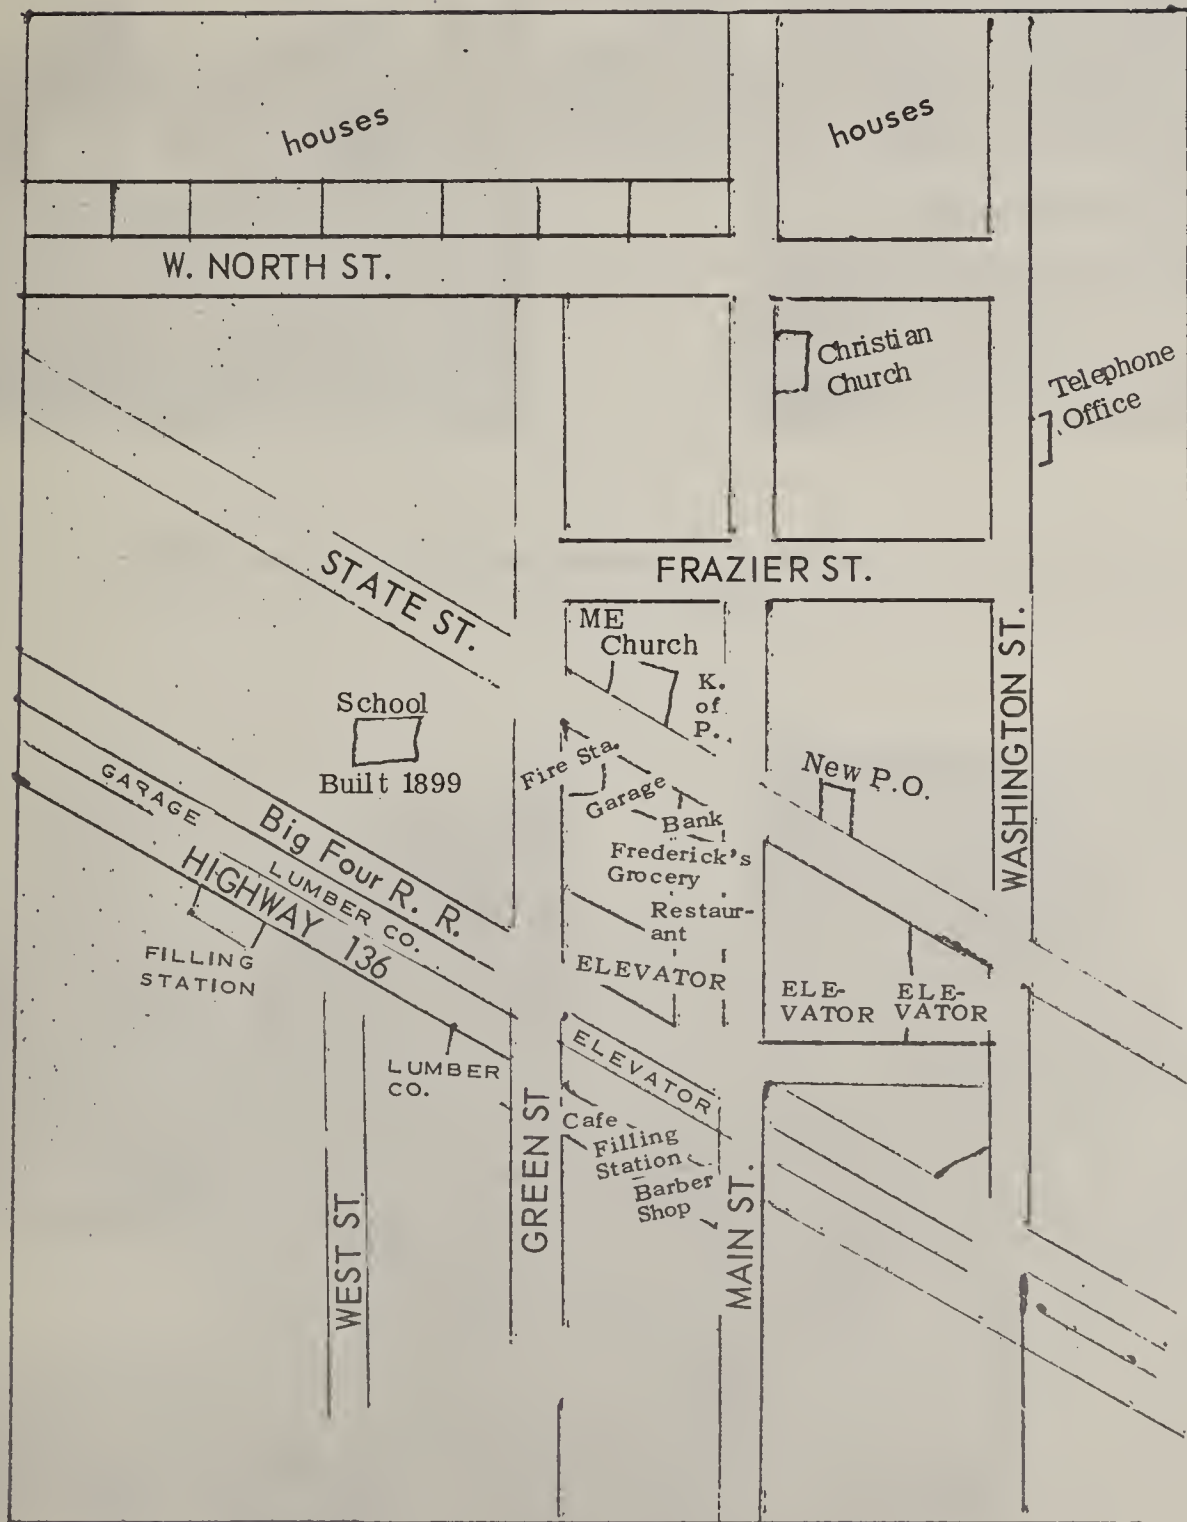 houses
houses
W. NORTH ST.
Christian
Church
Telephone
Office
STATE ST.
FRAZIER ST.
ME
Church
K.
of
P.
WASHINGTON ST.
School
Built 1899
Fire Sta.
Garage
Bank
New P.O.
Frederick's
Grocery
Restaur-
ant
GARAGE
Big Four R. R.
LUMBER CO.
HIGHWAY 136
FILLING
STATION
LUMBER
CO.
ELEVATOR
ELE-
VATOR
ELE-
VATOR
ELEVATOR
Cafe
Filling
Station
Barber
Shop
WEST ST.
GREEN ST
MAIN ST.